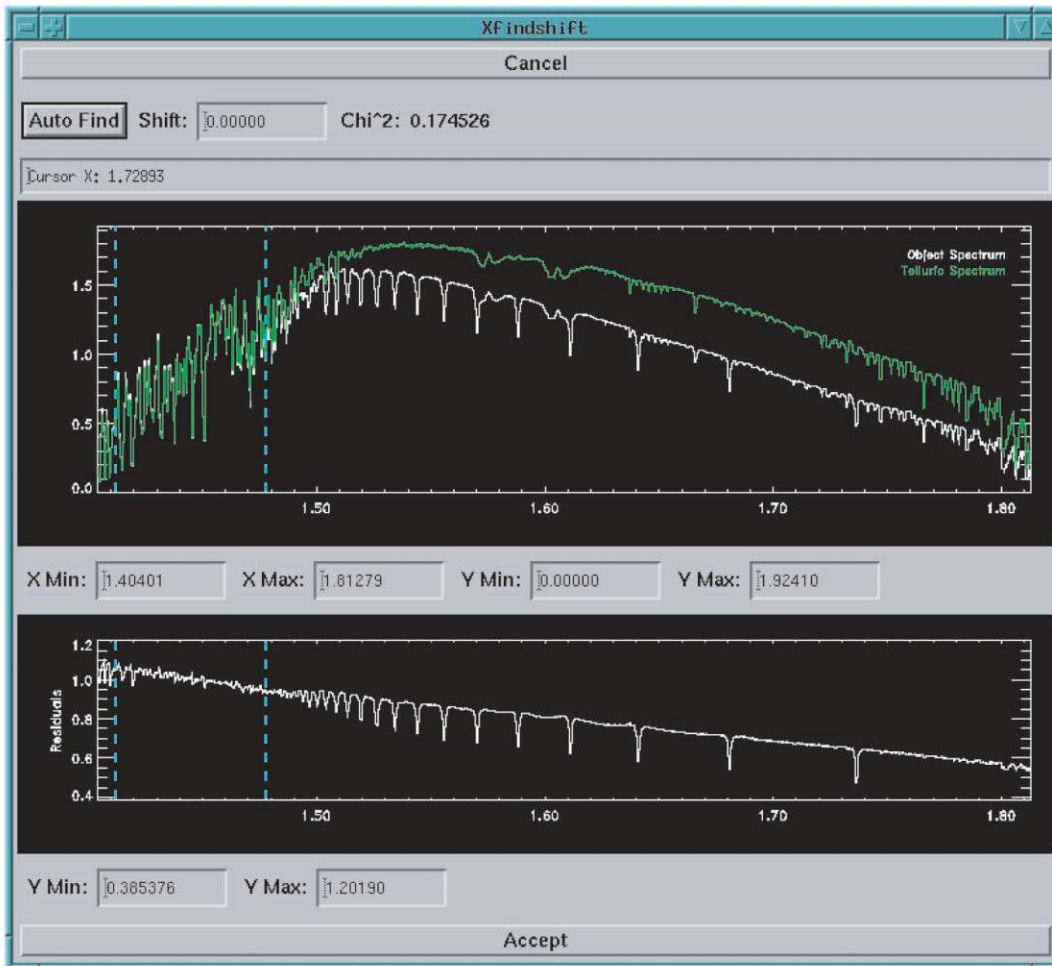 Xfindshift
Cancel
Auto Find Shift: 0.00000 Chi^2: 0.174526
Cursor X: 1.72893
Object Spectrum
Telluric Spectrum
1.5
1.0
0.5
0.0
1.50 1.60 1.70 1.80
X Min: 1.40401 X Max: 1.81279 Y Min: 0.00000 Y Max: 1.92410
1.2
1.0
0.8
0.6
0.4
Residuals
1.50 1.60 1.70 1.80
Y Min: 0.385376 Y Max: 1.20190
Accept